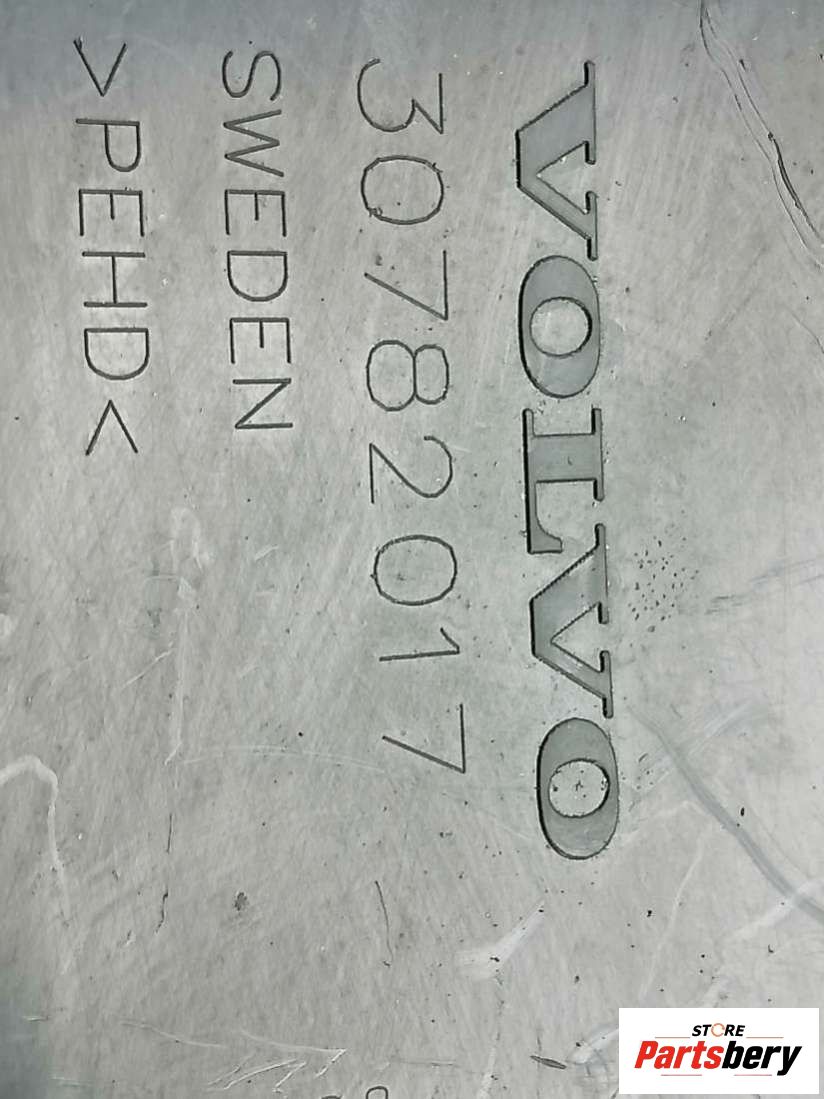 VOLVO
30782017
SWEDEN
>PEHD<
STORE
Partsbery